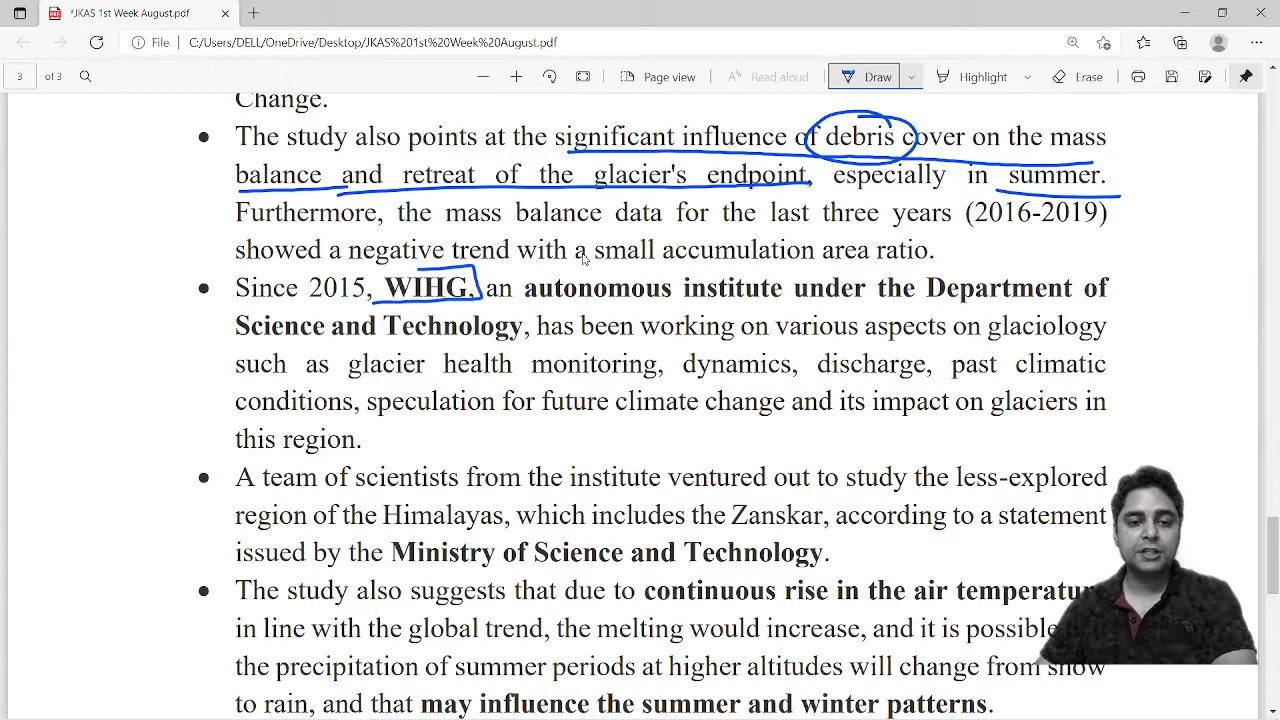 *JKAS 1st Week August.pdf
File
C:/Users/DELL/OneDrive/Desktop/JKAS%201st%20Week%20August.pdf
3 of 3
Page view
Read aloud
Draw
Highlight
Erase
Change.
The study also points at the significant influence of debris cover on the mass
balance and retreat of the glacier's endpoint, especially in summer.
Furthermore, the mass balance data for the last three years (2016-2019)
showed a negative trend with a small accumulation area ratio.
Since 2015, WIHG, an autonomous institute under the Department of
Science and Technology, has been working on various aspects on glaciology
such as glacier health monitoring, dynamics, discharge, past climatic
conditions, speculation for future climate change and its impact on glaciers in
this region.
A team of scientists from the institute ventured out to study the less-explored
region of the Himalayas, which includes the Zanskar, according to a statement
issued by the Ministry of Science and Technology.
The study also suggests that due to continuous rise in the air temperature
in line with the global trend, the melting would increase, and it is possible
the precipitation of summer periods at higher altitudes will change from snow
to rain, and that may influence the summer and winter patterns.